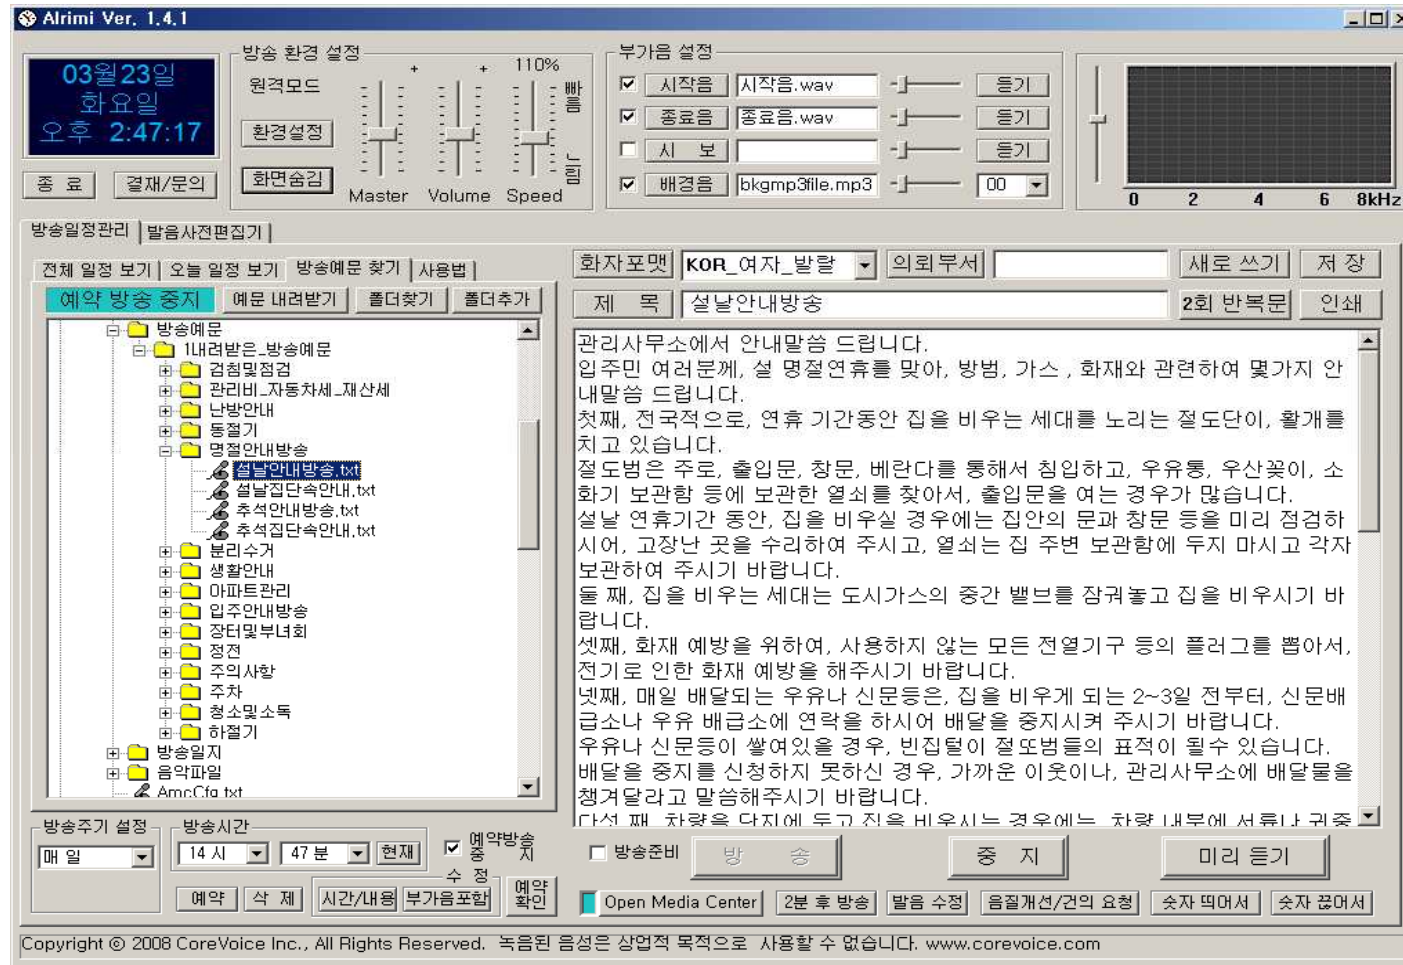 Alrimi Ver. 1.4.1
03월23일
화요일
오후 2:47:17
종 료
결재/문의
방송 환경 설정
원격모드
환경설정
화면숨김
+
+
110%
빠름
느림
Master
Volume
Speed
부가음 설정
시작음
시작음.wav
듣기
종료음
종료음.wav
듣기
시 보
듣기
배경음
bkgmp3file.mp3
00
0 2 4 6 8kHz
방송일정관리
발음사전편집기
전체 일정 보기
오늘 일정 보기
방송예문 찾기
사용법
예약 방송 중지
예문 내려받기
폴더찾기
폴더추가
방송예문
1내려받은_방송예문
검침및점검
관리비_자동차세_재산세
난방안내
동절기
명절안내방송
설날안내방송.txt
설날집단속안내.txt
추석안내방송.txt
추석집단속안내.txt
분리수거
생활안내
아파트관리
입주안내방송
장터및부녀회
정전
주의사항
주차
청소및소독
하절기
방송일지
음악파일
AmcCfg.txt
방송주기 설정
매 일
방송시간
14 시
47 분
현재
예약방송중 지
예약
삭 제
수 정
시간/내용
부가음포함
예약확인
화자포맷
KOR_여자_발랄
의뢰부서
새로 쓰기
저 장
제 목
설날안내방송
2회 반복문
인쇄
관리사무소에서 안내말씀 드립니다.
입주민 여러분께, 설 명절연휴를 맞아, 방범, 가스 , 화재와 관련하여 몇가지 안
내말씀 드립니다.
첫째, 전국적으로, 연휴 기간동안 집을 비우는 세대를 노리는 절도단이, 활개를
치고 있습니다.
절도범은 주로, 출입문, 창문, 베란다를 통해서 침입하고, 우유통, 우산꽂이, 소
화기 보관함 등에 보관한 열쇠를 찾아서, 출입문을 여는 경우가 많습니다.
설날 연휴기간 동안, 집을 비우실 경우에는 집안의 문과 창문 등을 미리 점검하
시어, 고장난 곳을 수리하여 주시고, 열쇠는 집 주변 보관함에 두지 마시고 각자
보관하여 주시기 바랍니다.
둘 째, 집을 비우는 세대는 도시가스의 중간 밸브를 잠궈놓고 집을 비우시기 바
랍니다.
셋째, 화재 예방을 위하여, 사용하지 않는 모든 전열기구 등의 플러그를 뽑아서,
전기로 인한 화재 예방을 해주시기 바랍니다.
넷째, 매일 배달되는 우유나 신문등은, 집을 비우게 되는 2~3일 전부터, 신문배
급소나 우유 배급소에 연락을 하시어 배달을 중지시켜 주시기 바랍니다.
우유나 신문등이 쌓여있을 경우, 빈집털이 절또범들의 표적이 될수 있습니다.
배달을 중지를 신청하지 못하신 경우, 가까운 이웃이나, 관리사무소에 배달물을
챙겨달라고 말씀해주시기 바랍니다.
다섯 째, 차량을 단지에 두고 집을 비우시는 경우에는, 차량 내부에 서류나 귀중
방송준비
방 송
중 지
미리 듣기
Open Media Center
2분 후 방송
발음 수정
음질개선/건의 요청
숫자 띄어서
숫자 끊어서
Copyright © 2008 CoreVoice Inc., All Rights Reserved. 녹음된 음성은 상업적 목적으로 사용할 수 없습니다. www.corevoice.com